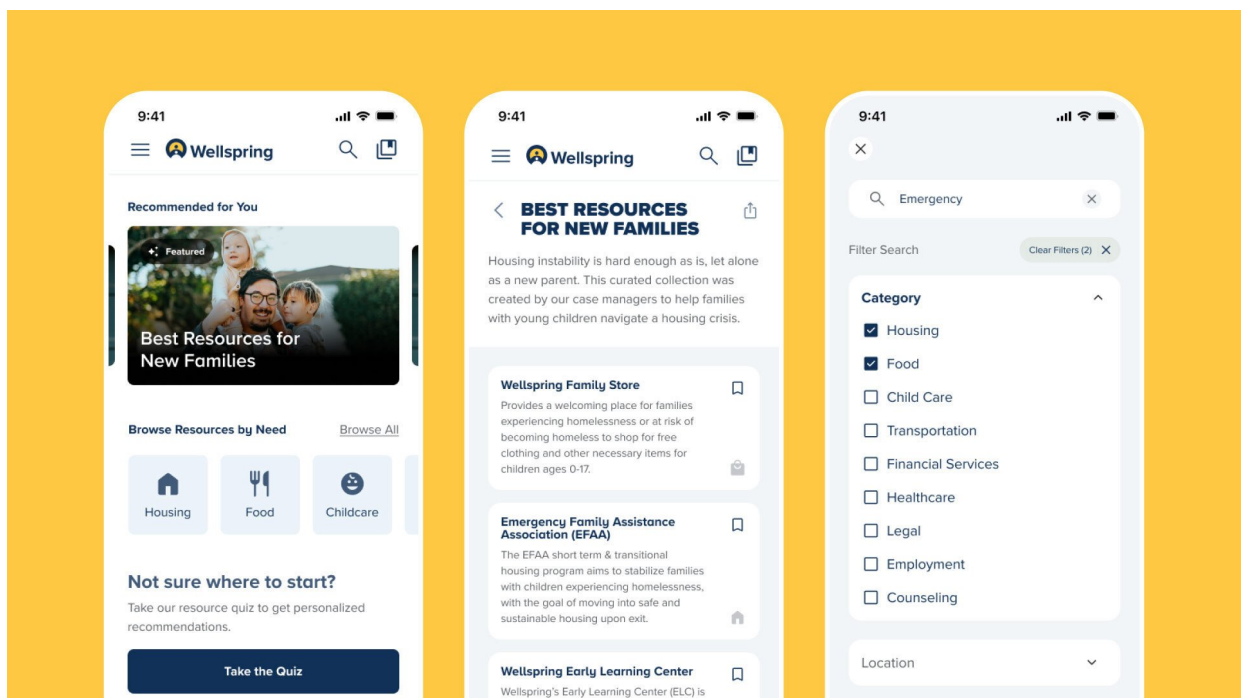 9:41
Wellspring
Recommended for You
Featured
Best Resources for
New Families
Browse Resources by Need
Browse All
Housing
Food
Childcare
Not sure where to start?
Take our resource quiz to get personalized
recommendations.
Take the Quiz
9:41
Wellspring
BEST RESOURCES
FOR NEW FAMILIES
Housing instability is hard enough as is, let alone
as a new parent. This curated collection was
created by our case managers to help families
with young children navigate a housing crisis.
Wellspring Family Store
Provides a welcoming place for families
experiencing homelessness or at risk of
becoming homeless to shop for free
clothing and other necessary items for
children ages 0-17.
Emergency Family Assistance
Association (EFAA)
The EFAA short term & transitional
housing program aims to stabilize families
with children experiencing homelessness,
with the goal of moving into safe and
sustainable housing upon exit.
Wellspring Early Learning Center
Wellspring's Early Learning Center (ELC) is
9:41
Emergency
Filter Search
Clear Filters (2)
Category
Housing
Food
Child Care
Transportation
Financial Services
Healthcare
Legal
Employment
Counseling
Location